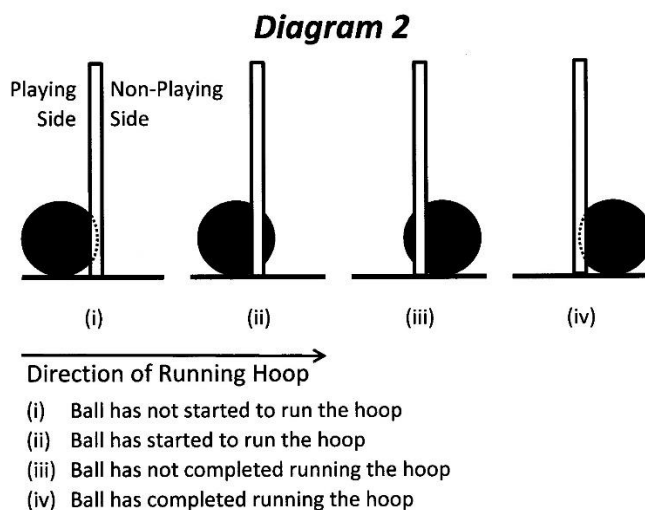 Diagram 2
Playing Side
Non-Playing Side
(i) (ii) (iii) (iv)
Direction of Running Hoop
(i) Ball has not started to run the hoop
(ii) Ball has started to run the hoop
(iii) Ball has not completed running the hoop
(iv) Ball has completed running the hoop